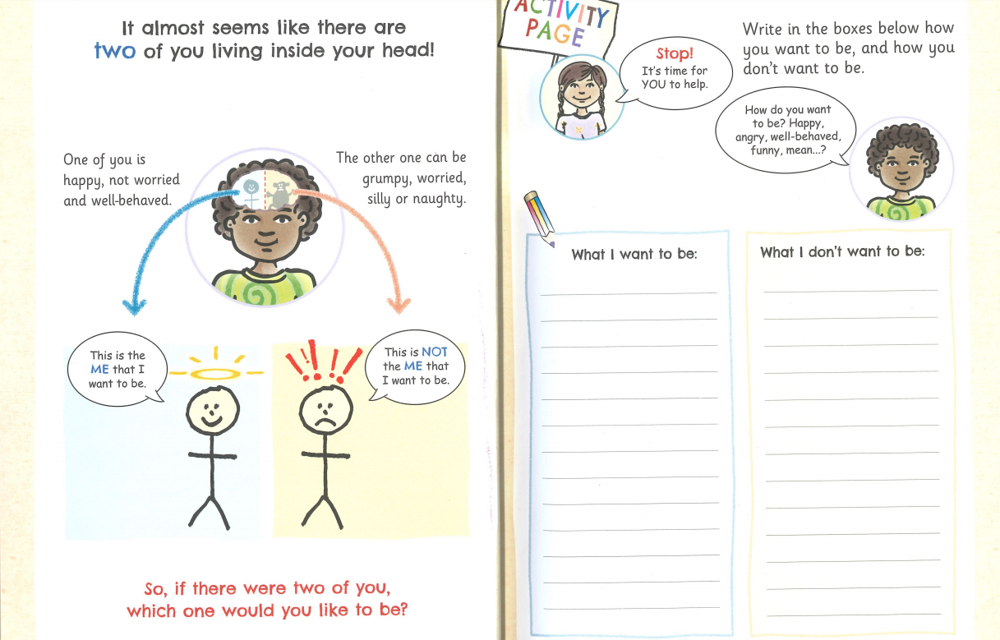 It almost seems like there are
two of you living inside your head!
One of you is
happy, not worried
and well-behaved.
The other one can be
grumpy, worried,
silly or naughty.
This is the
ME that I
want to be.
This is NOT
the ME that
I want to be.
So, if there were two of you,
which one would you like to be?
ACTIVITY
PAGE
Stop!
It's time for
YOU to help.
Write in the boxes below how
you want to be, and how you
don't want to be.
How do you want
to be? Happy,
angry, well-behaved,
funny, mean...?
What I want to be:
What I don't want to be: